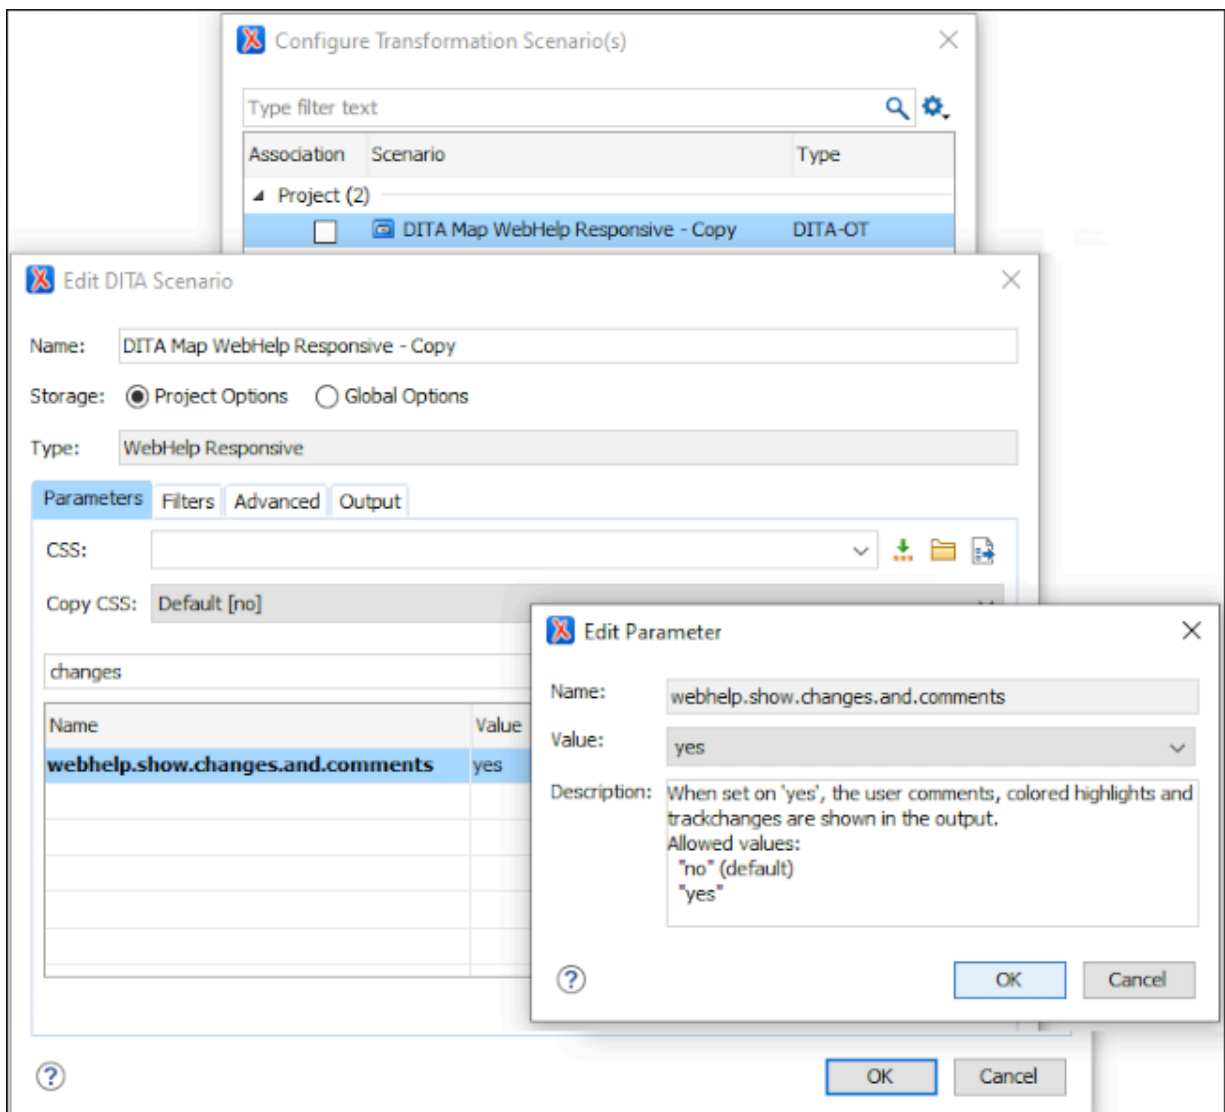 Configure Transformation Scenario(s)
Type filter text
Association Scenario Type
Project (2)
DITA Map WebHelp Responsive - Copy DITA-OT
Edit DITA Scenario
Name: DITA Map WebHelp Responsive - Copy
Storage: Project Options Global Options
Type: WebHelp Responsive
Parameters Filters Advanced Output
CSS:
Copy CSS: Default [no]
changes
Name Value
webhelp.show.changes.and.comments yes
Edit Parameter
Name: webhelp.show.changes.and.comments
Value: yes
Description: When set on 'yes', the user comments, colored highlights and
trackchanges are shown in the output.
Allowed values:
"no" (default)
"yes"
? OK Cancel
? OK Cancel